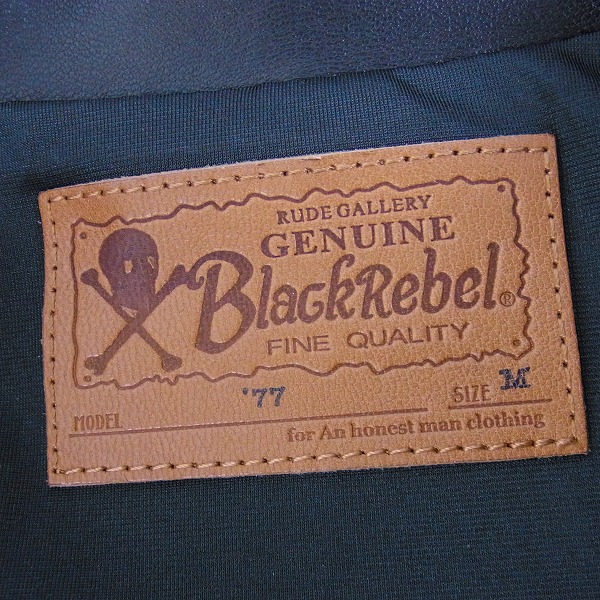 RUDE GALLERY
GENUINE
BlackRebel®
FINE QUALITY
MODEL '77 SIZE M
for An honest man clothing